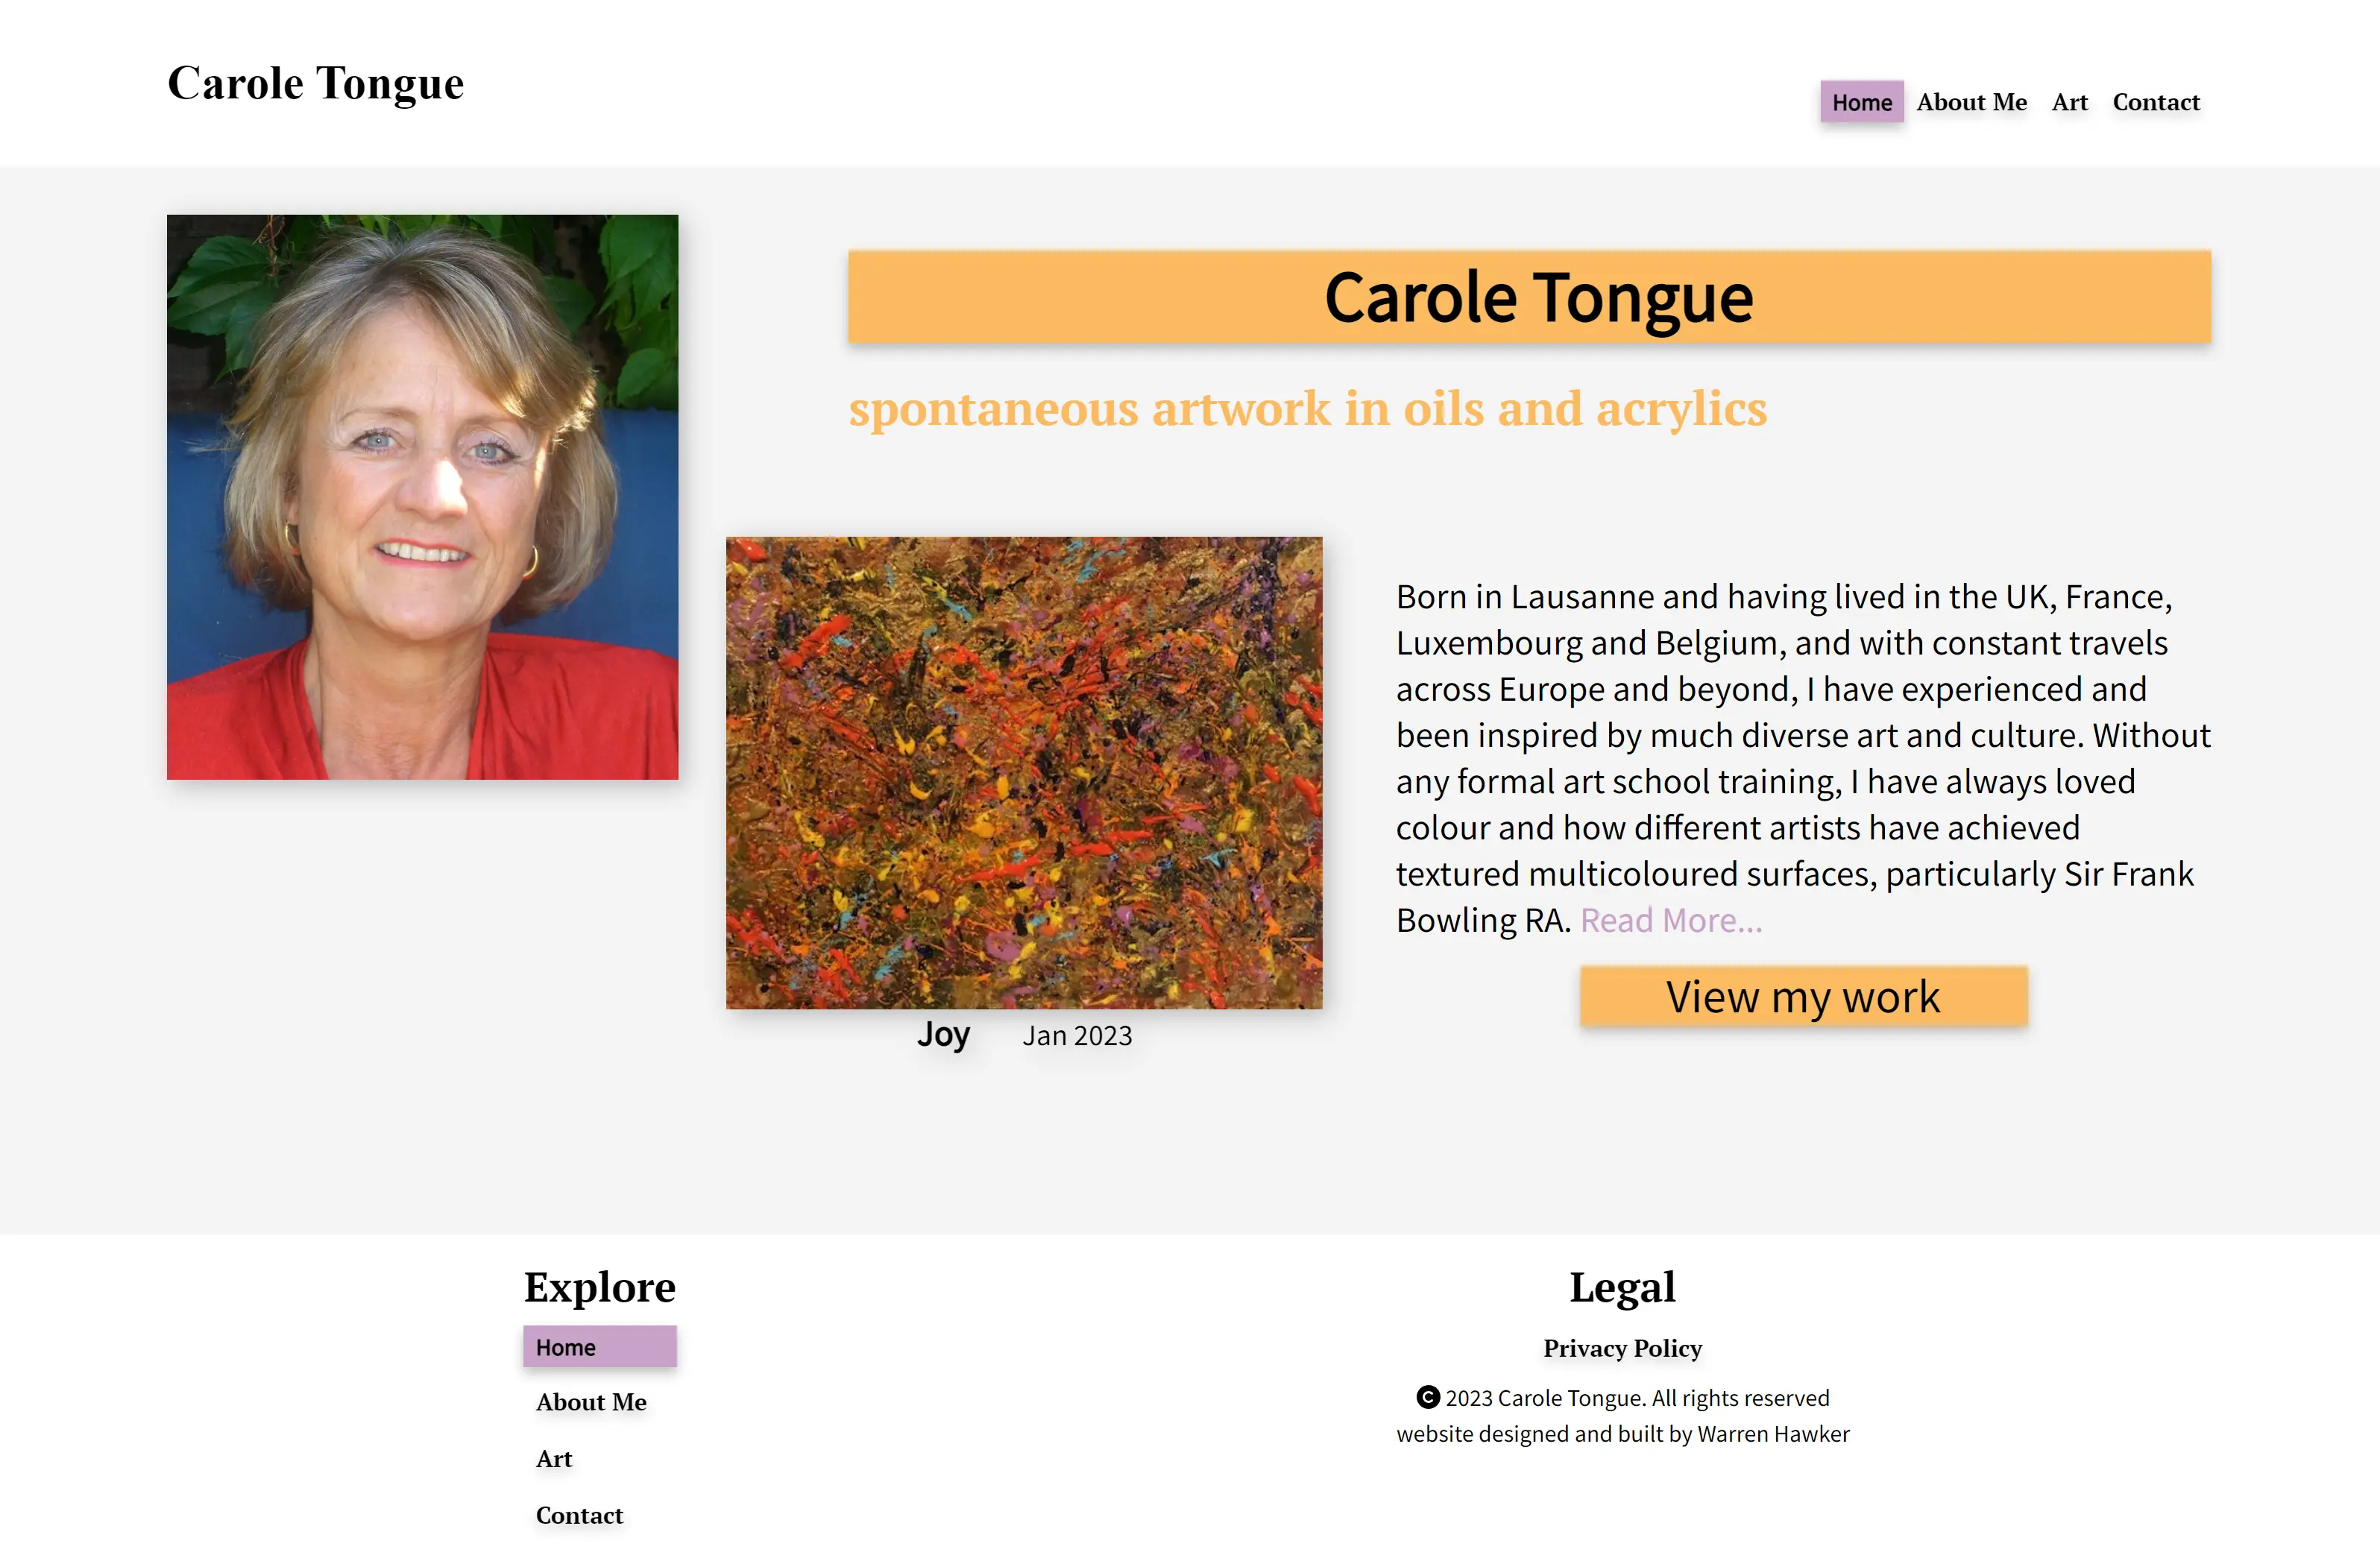 Carole Tongue
Home About Me Art Contact
Carole Tongue
spontaneous artwork in oils and acrylics
Born in Lausanne and having lived in the UK, France,
Luxembourg and Belgium, and with constant travels
across Europe and beyond, I have experienced and
been inspired by much diverse art and culture. Without
any formal art school training, I have always loved
colour and how different artists have achieved
textured multicoloured surfaces, particularly Sir Frank
Bowling RA. Read More...
View my work
Joy Jan 2023
Explore
Home
About Me
Art
Contact
Legal
Privacy Policy
© 2023 Carole Tongue. All rights reserved
website designed and built by Warren Hawker